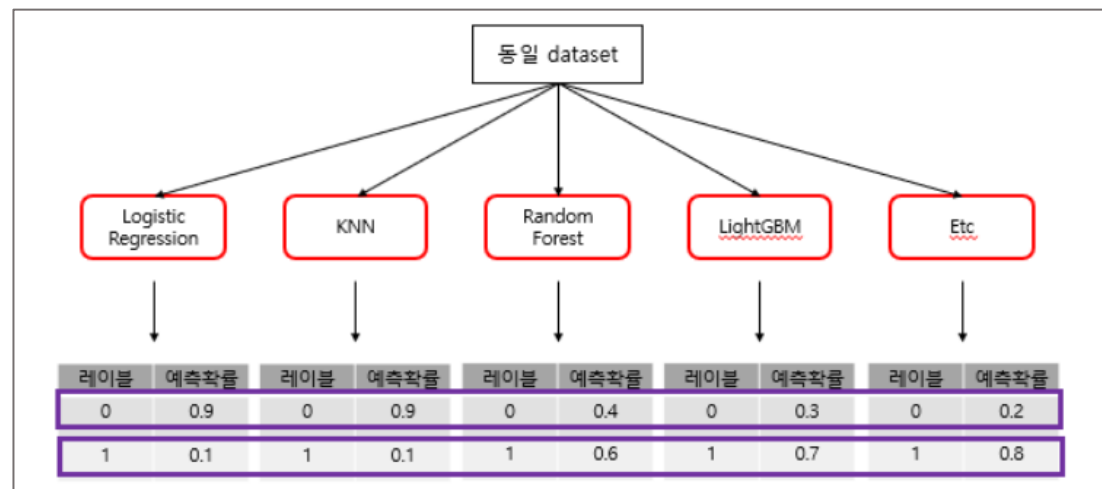 동일 dataset
Logistic
Regression
KNN
Random
Forest
LightGBM
Etc
레이블 예측확률 레이블 예측확률 레이블 예측확률 레이블 예측확률 레이블 예측확률
0 0.9 0 0.9 0 0.4 0 0.3 0 0.2
1 0.1 1 0.1 1 0.6 1 0.7 1 0.8